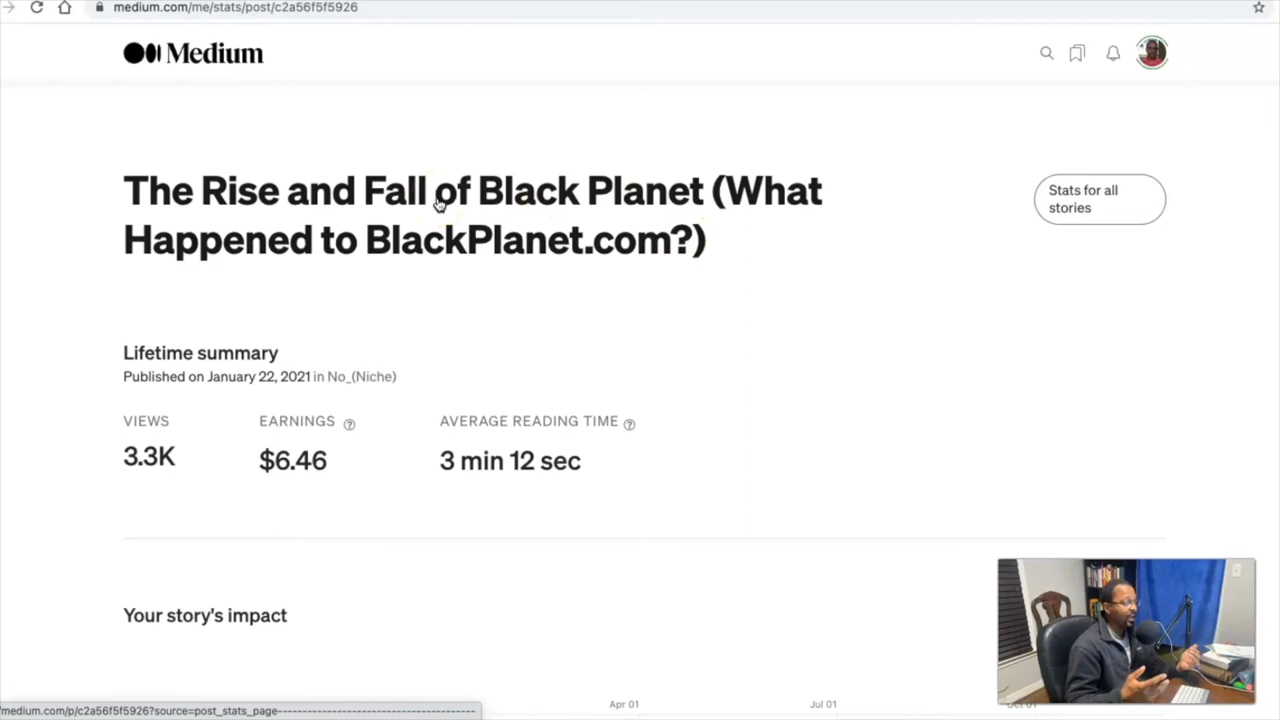 medium.com/me/stats/post/c2a56f5f5926
Medium
The Rise and Fall of Black Planet (What
Happened to BlackPlanet.com?)
Stats for all
stories
Lifetime summary
Published on January 22, 2021 in No_(Niche)
VIEWS
EARNINGS
AVERAGE READING TIME
3.3K
$6.46
3 min 12 sec
Your story's impact
Apr 01
Jul 01
Oct 01
/medium.com/p/c2a56f5f5926?source=post_stats_page----------------------------------------